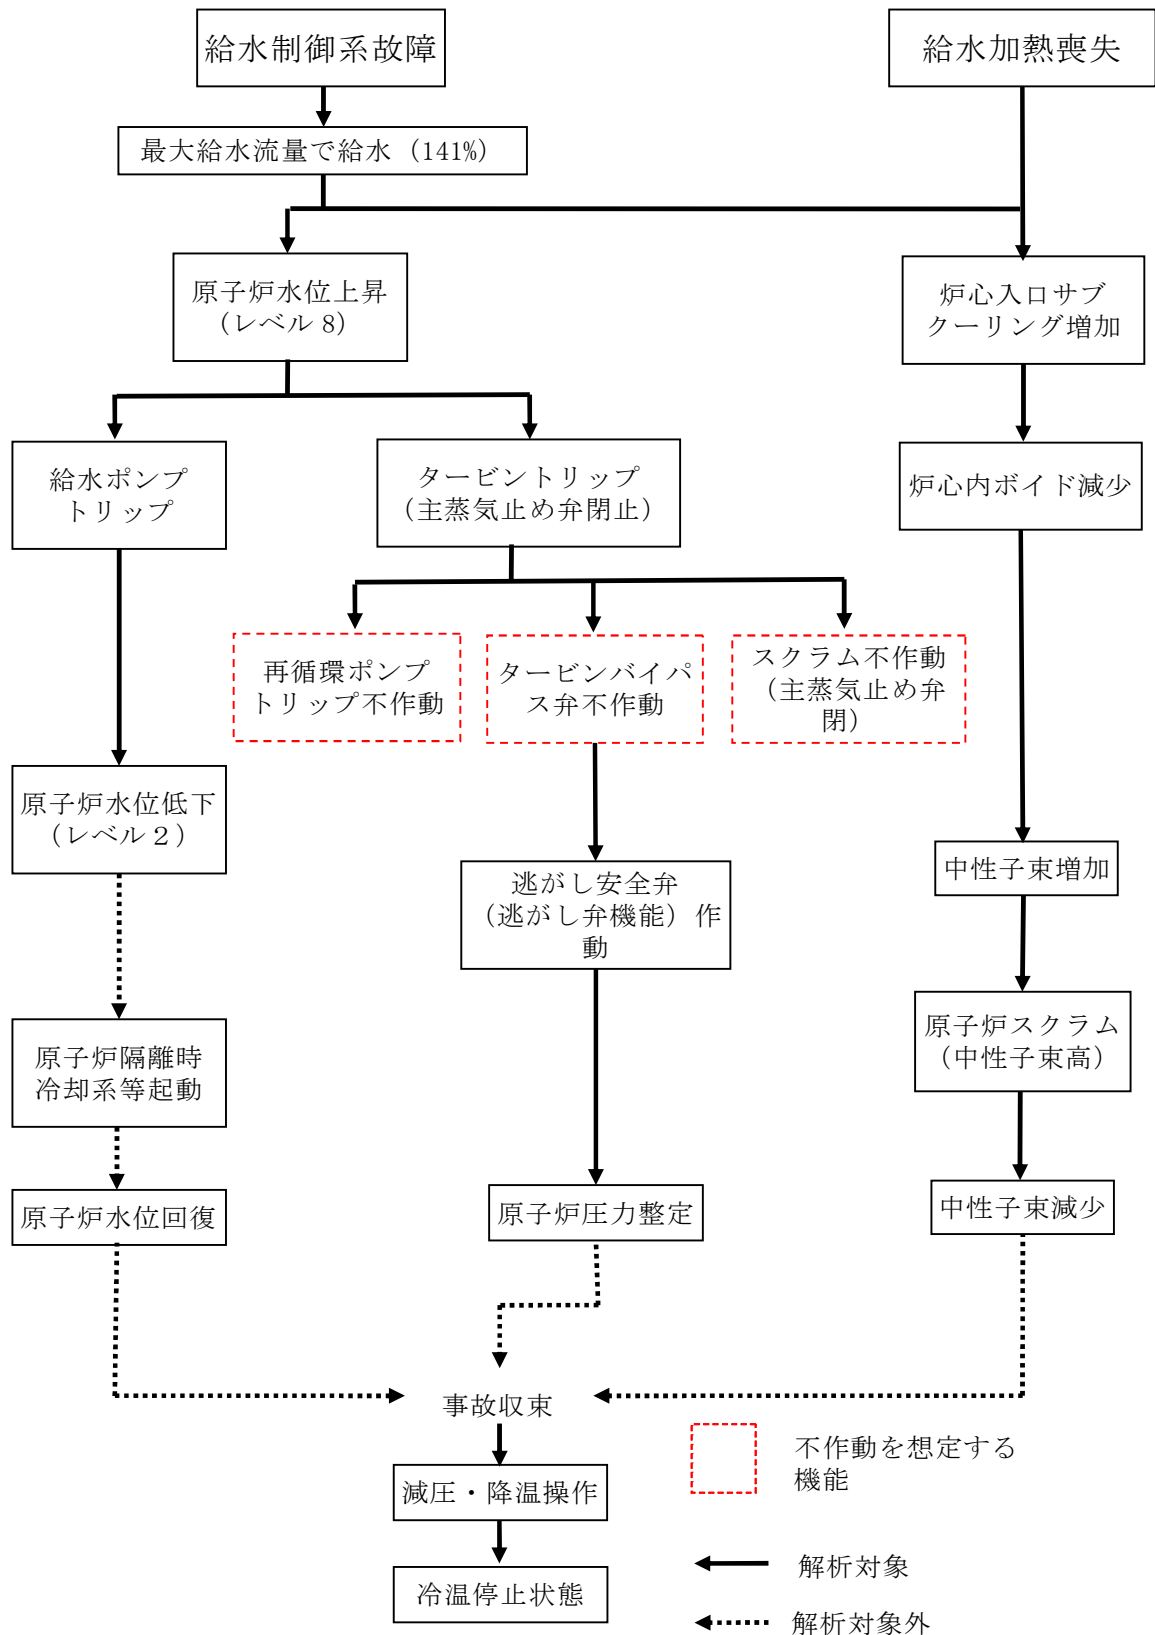 給水制御系故障
給水加熱喪失
最大給水流量で給水（141%）
原子炉水位上昇
（レベル 8）
炉心入口サブ
クーリング増加
給水ポンプ
トリップ
タービントリップ
（主蒸気止め弁閉止）
炉心内ボイド減少
再循環ポンプ
トリップ不作動
タービンバイパ
ス弁不作動
スクラム不作動
（主蒸気止め弁
閉）
原子炉水位低下
（レベル２）
逃がし安全弁
（逃がし弁機能）作
動
中性子束増加
原子炉隔離時
冷却系等起動
原子炉スクラム
（中性子束高）
原子炉水位回復
原子炉圧力整定
中性子束減少
事故収束
減圧・降温操作
冷温停止状態
不作動を想定する
機能
解析対象
解析対象外